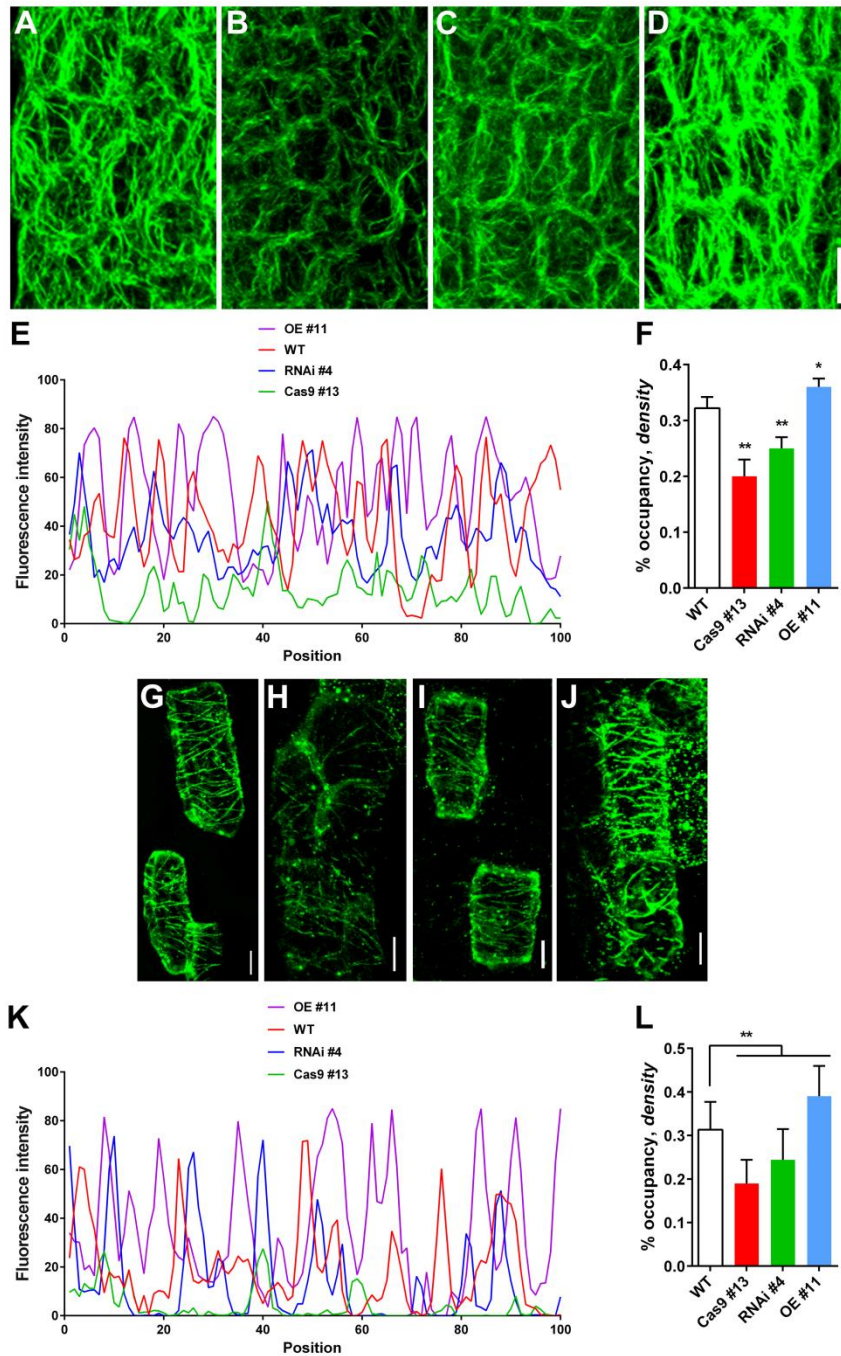 A B C D
E
OE #11
WT
RNAi #4
Cas9 #13
100
80
60
40
20
0
Fluorescence intensity
0 20 40 60 80 100
Position
F
0.4
0.3
0.2
0.1
0.0
% occupancy, density
** ** *
WT Cas9 #13 RNAi #4 OE #11
G H I J
K
OE #11
WT
RNAi #4
Cas9 #13
100
80
60
40
20
0
Fluorescence intensity
0 20 40 60 80 100
Position
L
0.5
0.4
0.3
0.2
0.1
0.0
% occupancy, density
**
WT Cas9 #13 RNAi #4 OE #11